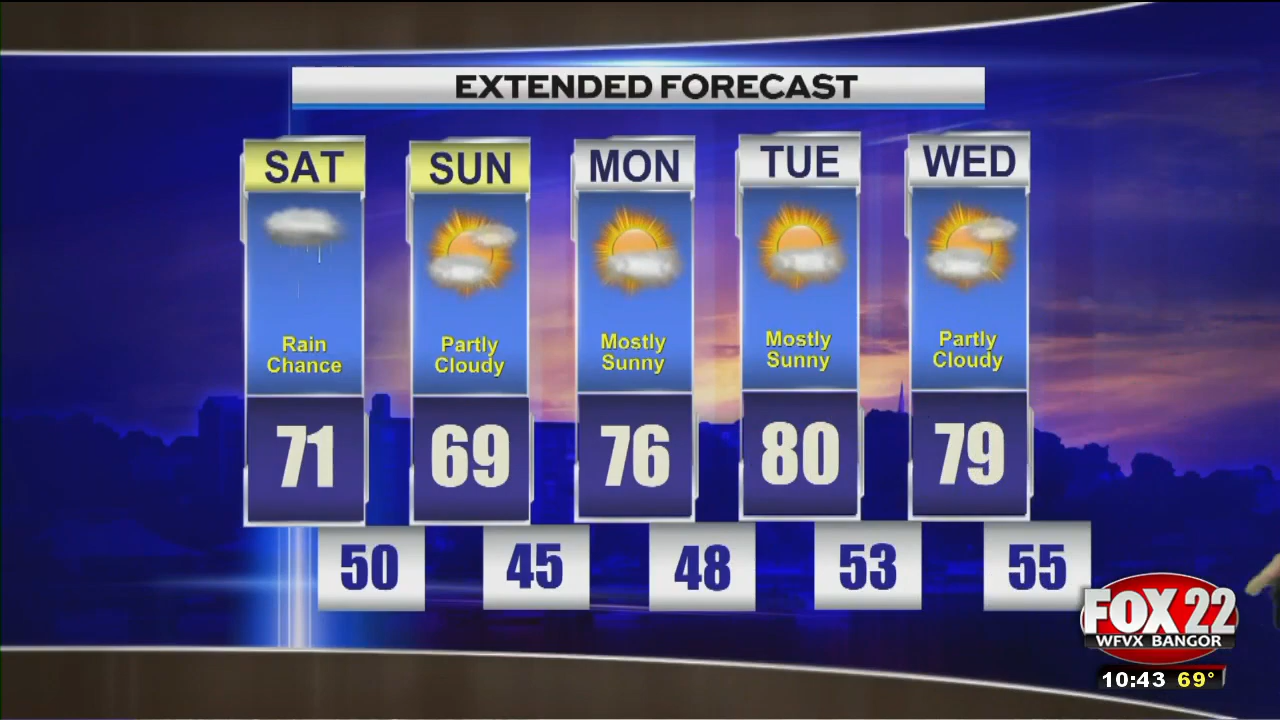 EXTENDED FORECAST
SAT SUN MON TUE WED
Rain Chance
Partly Cloudy
Mostly Sunny
Mostly Sunny
Partly Cloudy
71 69 76 80 79
50 45 48 53 55
FOX 22
WFVX BANGOR
10:43 69°